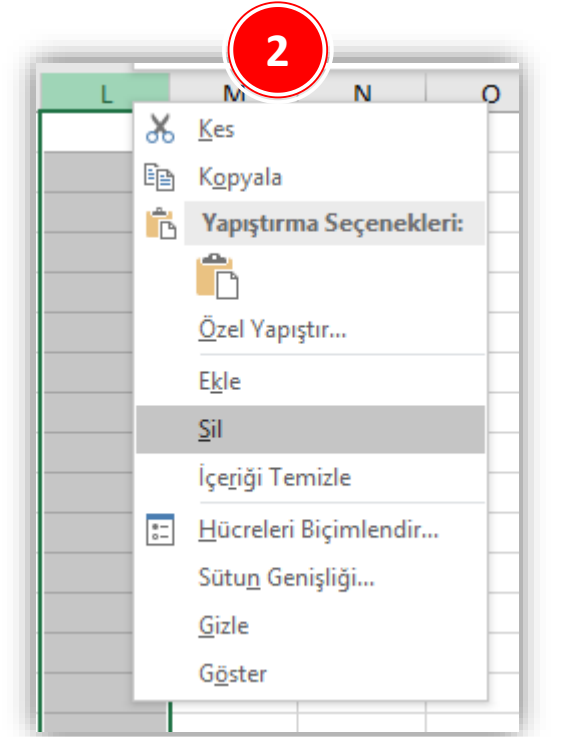 2
L M N O
Kes
Kopyala
Yapıştırma Seçenekleri:
Özel Yapıştır...
Ekle
Sil
İçeriği Temizle
Hücreleri Biçimlendir...
Sütun Genişliği...
Gizle
Göster